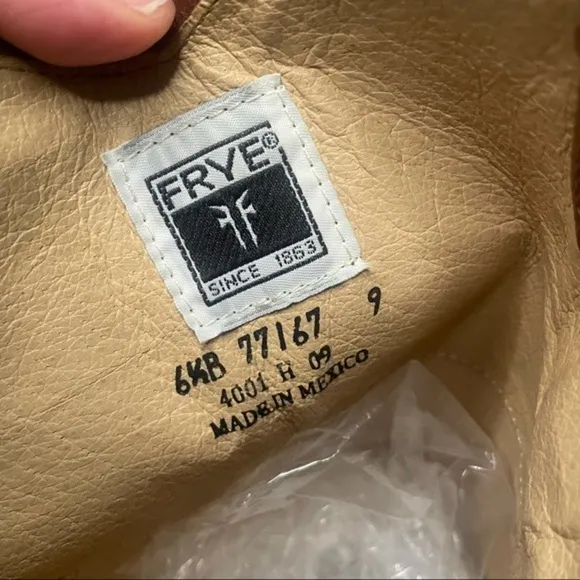 FRYE®
SINCE 1863
6KB 77167 9
4001 H 09
MADE IN MEXICO